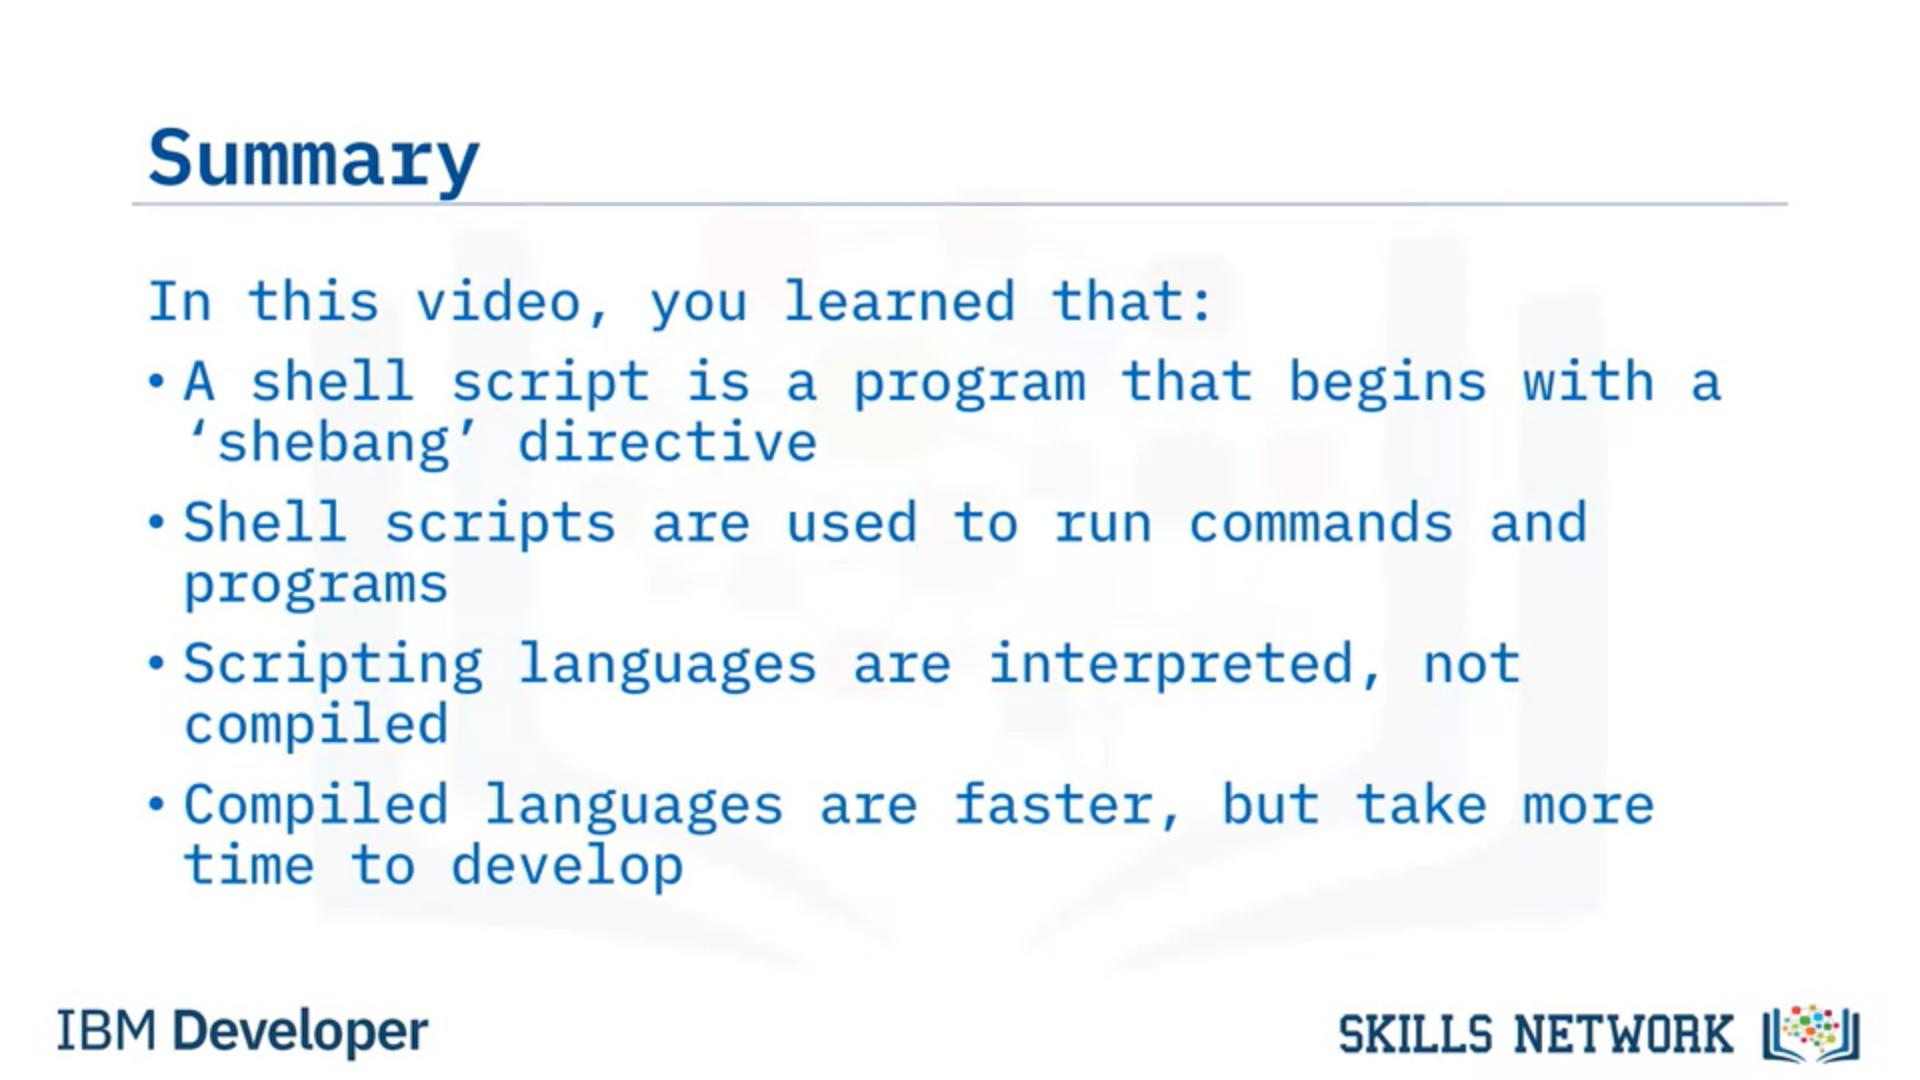 Summary
In this video, you learned that:
• A shell script is a program that begins with a
‘shebang’ directive
• Shell scripts are used to run commands and
programs
• Scripting languages are interpreted, not
compiled
• Compiled languages are faster, but take more
time to develop
IBM Developer
SKILLS NETWORK